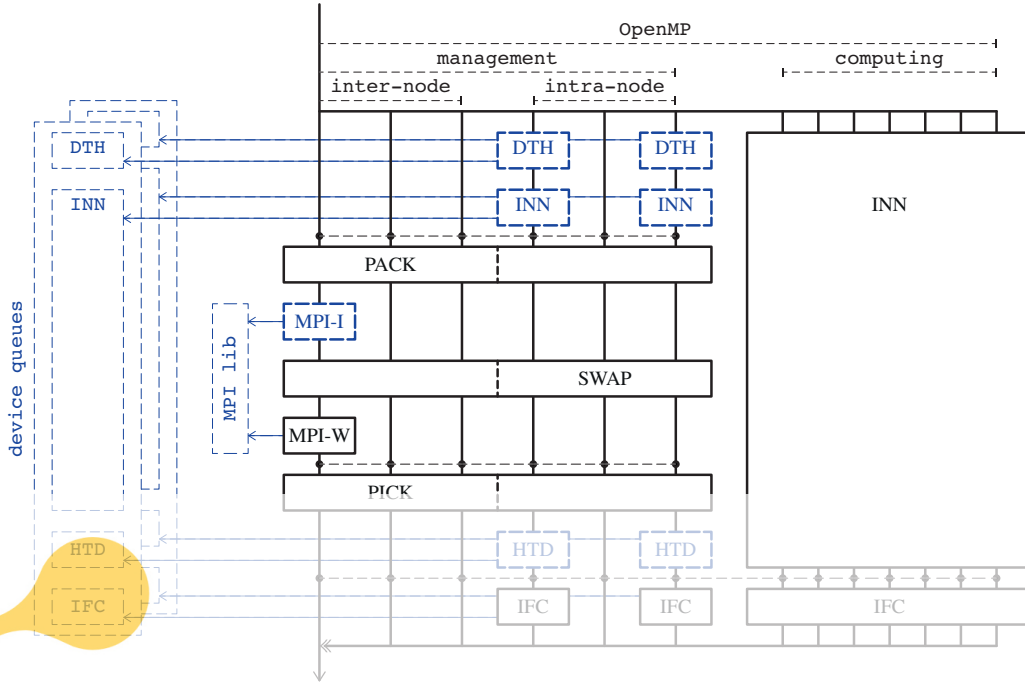 OpenMP
management
computing
inter-node
intra-node
DTH
DTH
DTH
INN
INN
INN
INN
PACK
MPI-I
SWAP
MPI-W
PICK
device queues
MPI lib
HTD
HTD
HTD
IFC
IFC
IFC
IFC